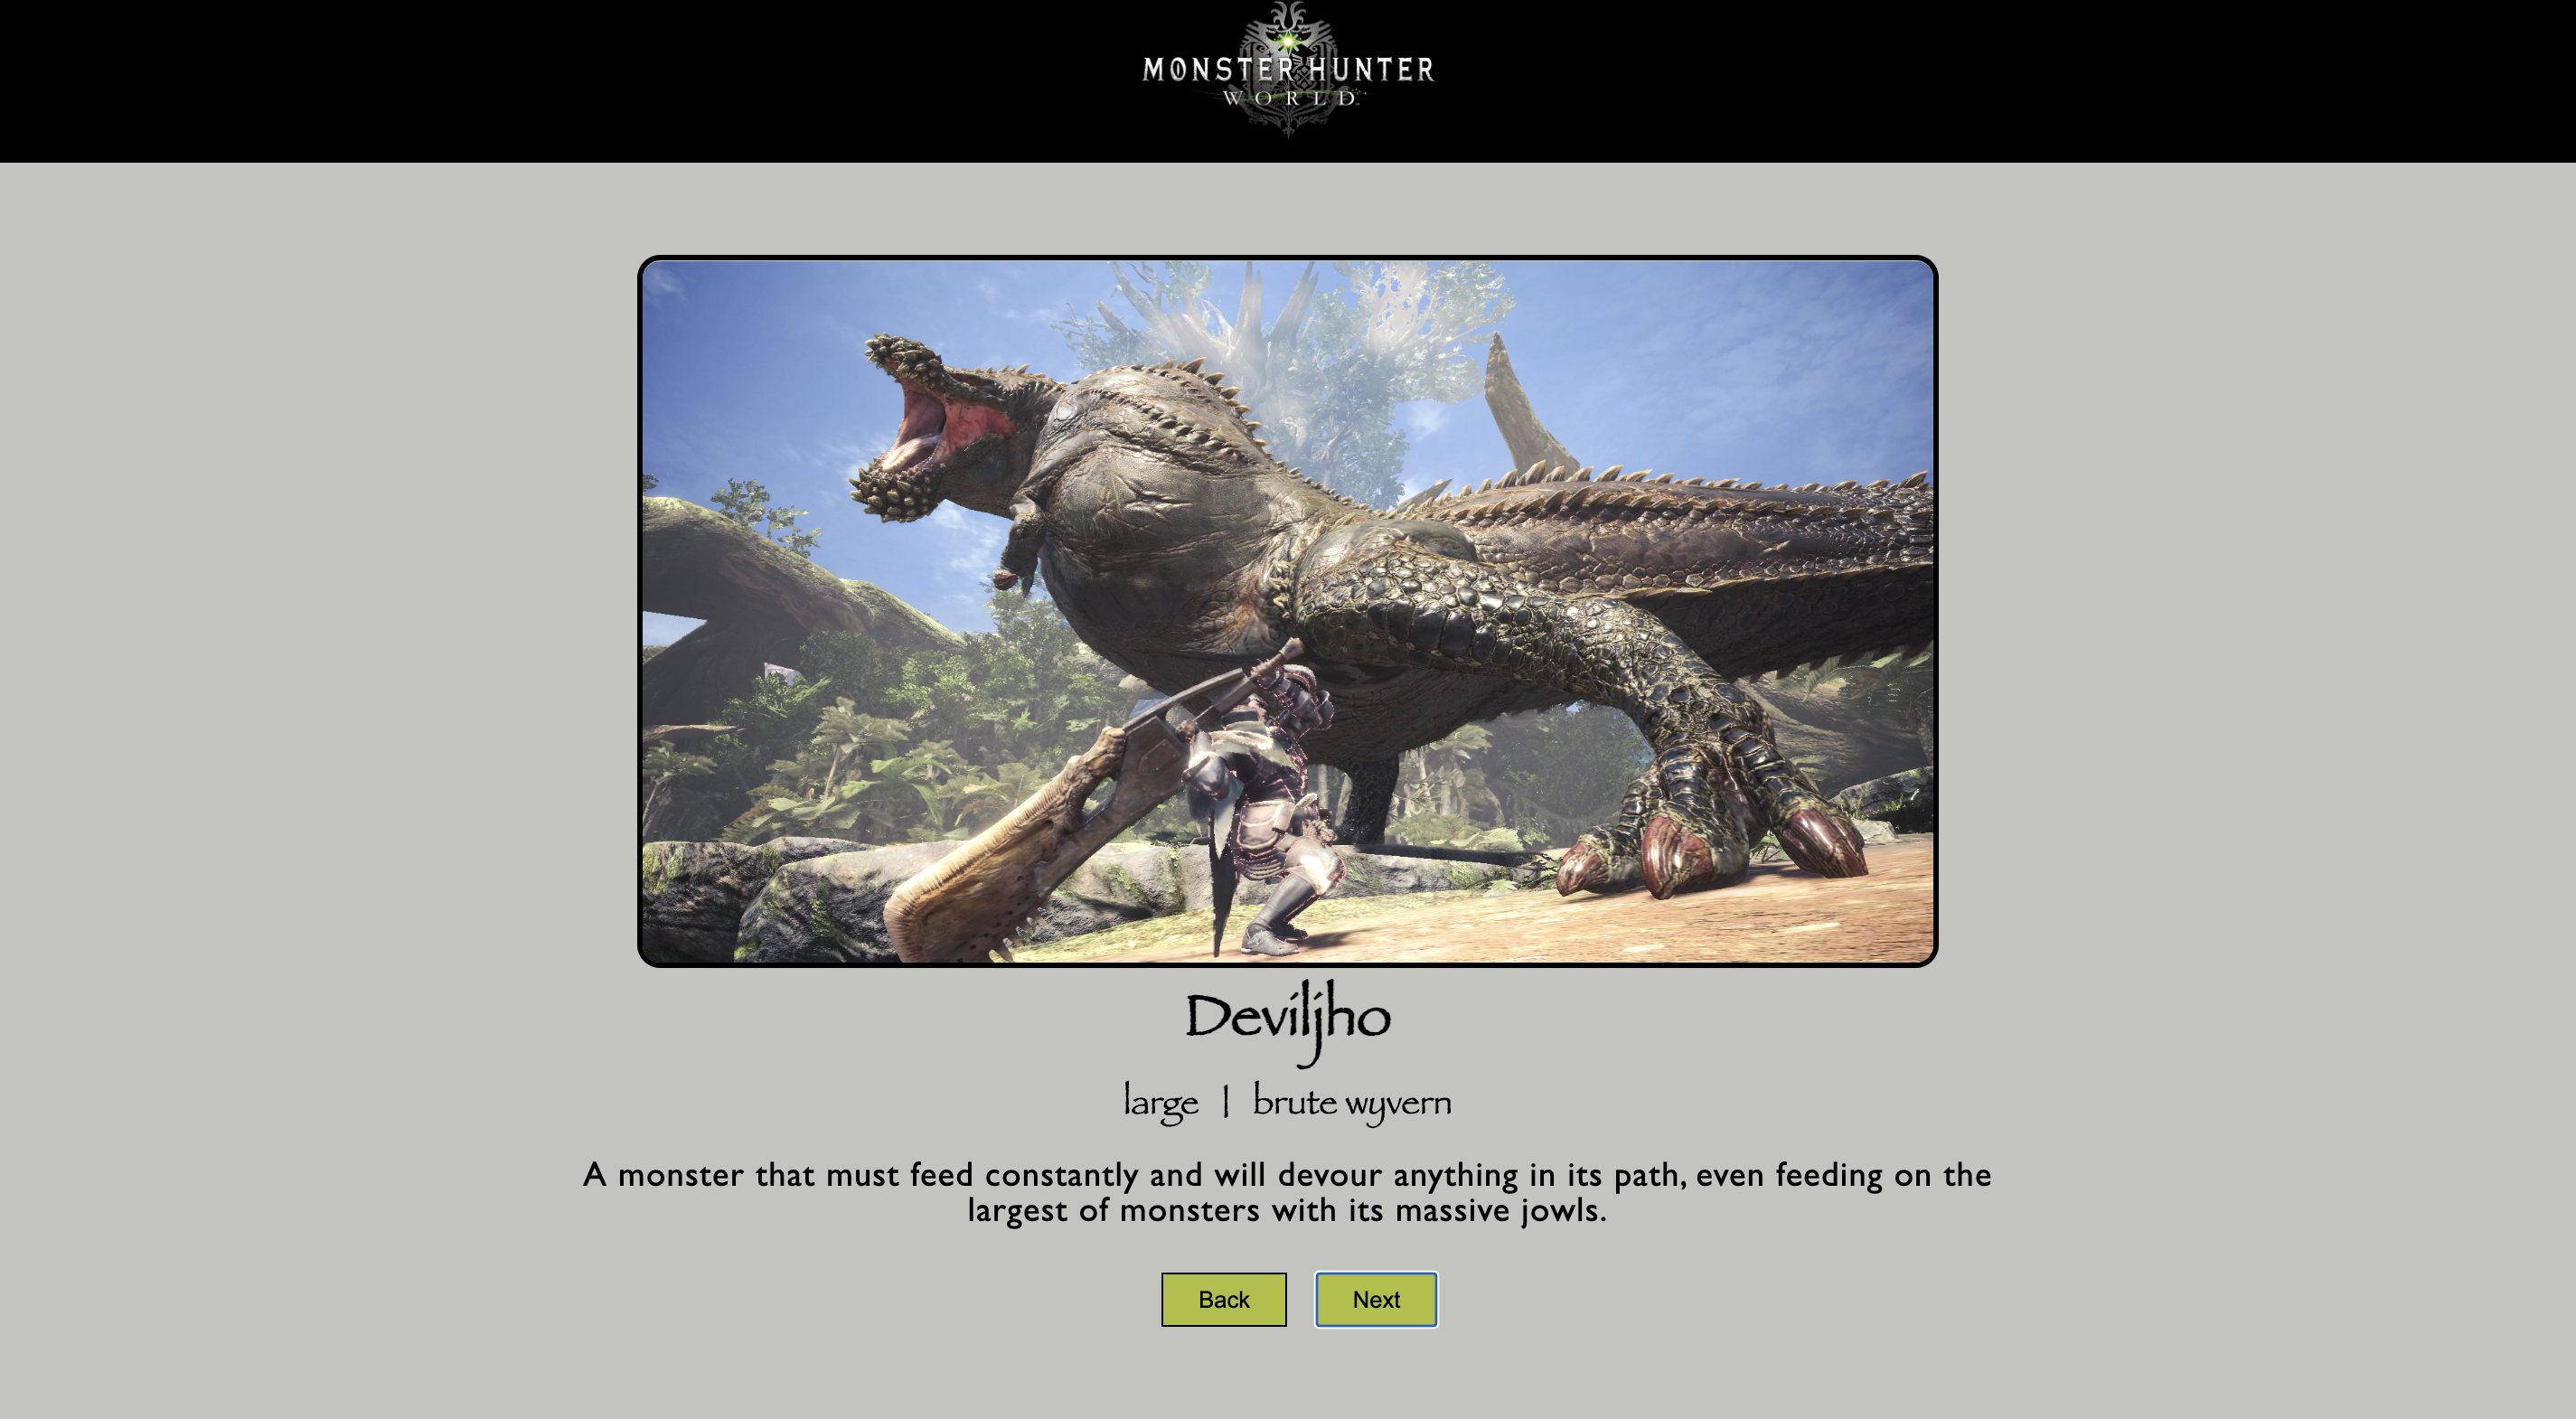 MONSTER HUNTER
WORLD
Deviljho
large | brute wyvern
A monster that must feed constantly and will devour anything in its path, even feeding on the
largest of monsters with its massive jowls.
Back Next